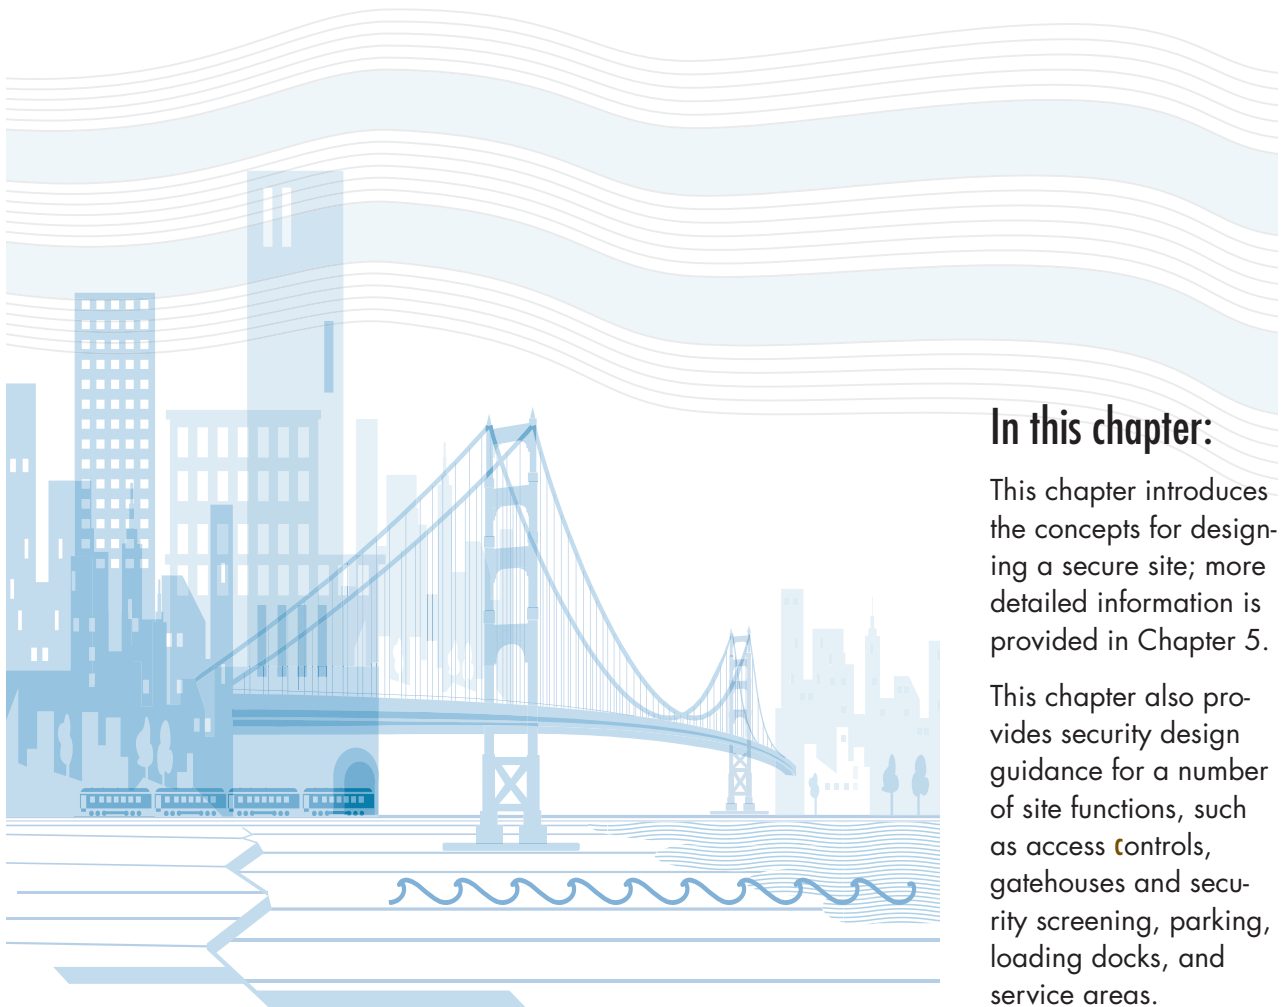 In this chapter:
This chapter introduces
the concepts for design-
ing a secure site; more
detailed information is
provided in Chapter 5.
This chapter also pro-
vides security design
guidance for a number
of site functions, such
as access controls,
gatehouses and secu-
rity screening, parking,
loading docks, and
service areas.